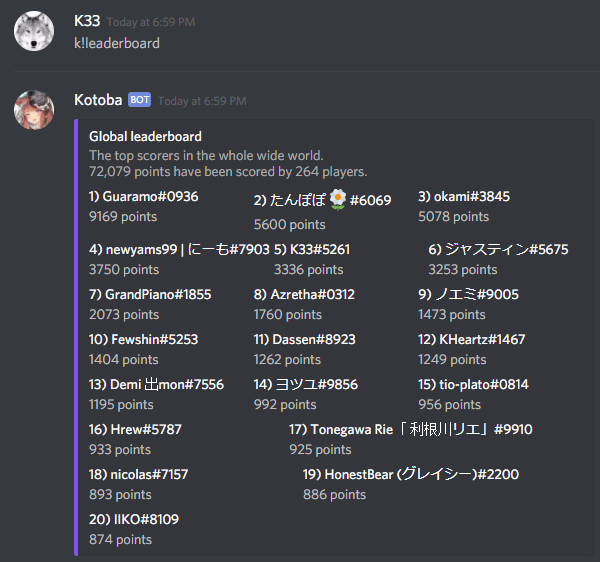 K33 Today at 6:59 PM
k!leaderboard
Kotoba BOT Today at 6:59 PM
Global leaderboard
The top scorers in the whole wide world.
72,079 points have been scored by 264 players.
1) Guaramo#0936 2) たんぽぽ🌼#6069 3) okami#3845
9169 points 5600 points 5078 points
4) newyams99 | にーも#7903 5) K33#5261 6) ジャスティン#5675
3750 points 3336 points 3253 points
7) GrandPiano#1855 8) Azretha#0312 9) ノエミ#9005
2073 points 1760 points 1473 points
10) Fewshin#5253 11) Dassen#8923 12) KHeartz#1467
1404 points 1262 points 1249 points
13) Demi 出mon#7556 14) ヨツユ#9856 15) tio-plato#0814
1195 points 992 points 956 points
16) Hrew#5787 17) Tonegawa Rie「利根川リエ」#9910
933 points 925 points
18) nicolas#7157 19) HonestBear (グレイシー)#2200
893 points 886 points
20) IIKO#8109
874 points